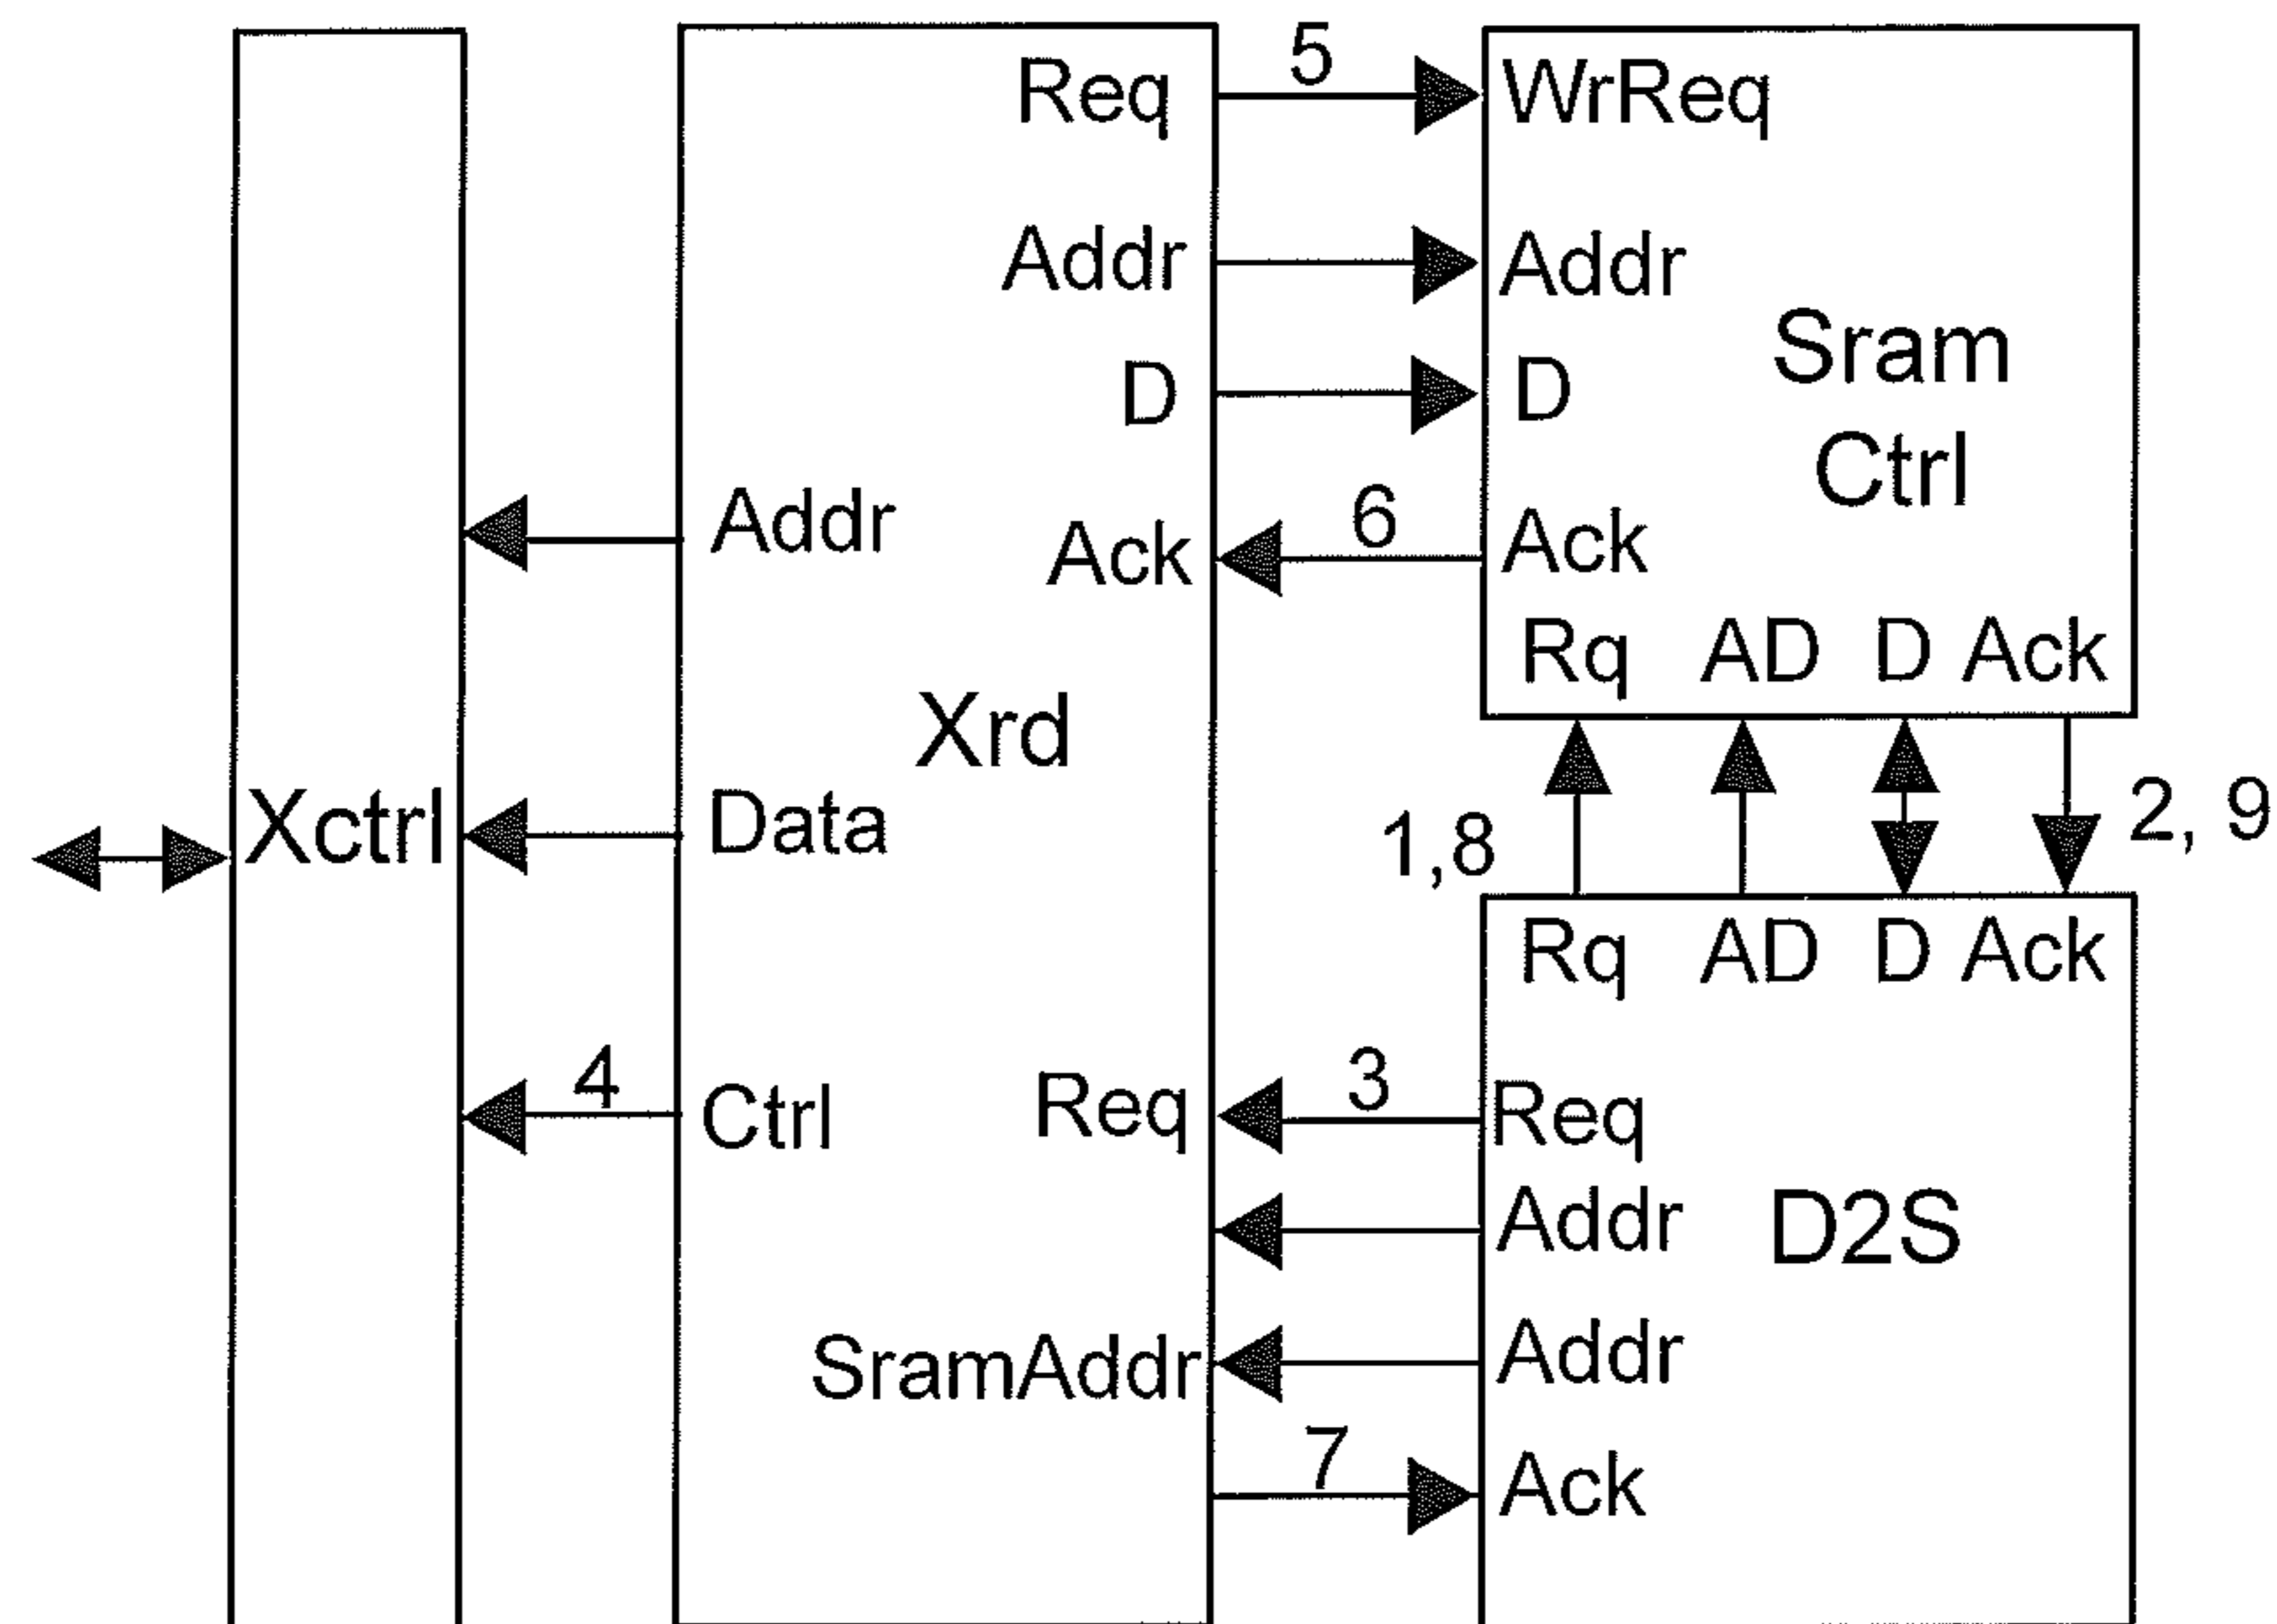 Req 5 WrReq
Addr Addr
D D
Sram
Ctrl
Addr Ack 6 Ack
Rq AD D Ack
Xrd
Xctrl Data 1,8 2, 9
Rq AD D Ack
4 Ctrl Req 3 Req
Addr
D2S
SramAddr Addr
7 Ack